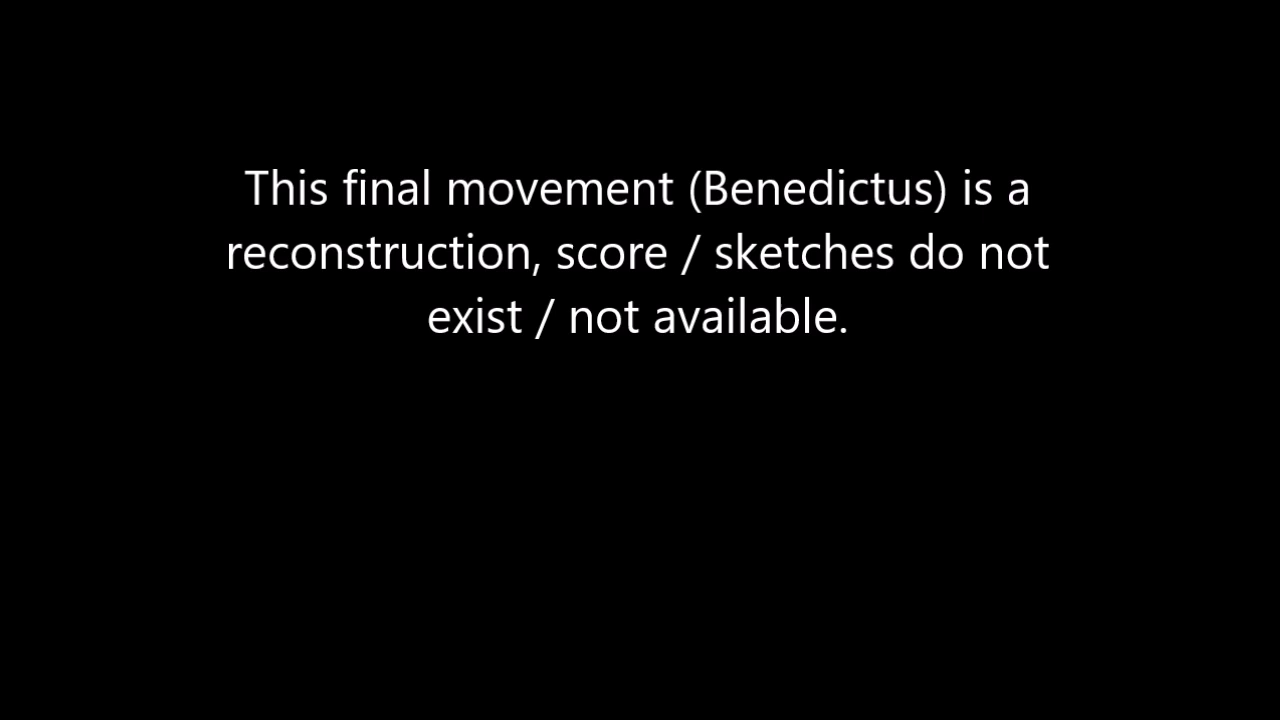 This final movement (Benedictus) is a
reconstruction, score / sketches do not
exist / not available.